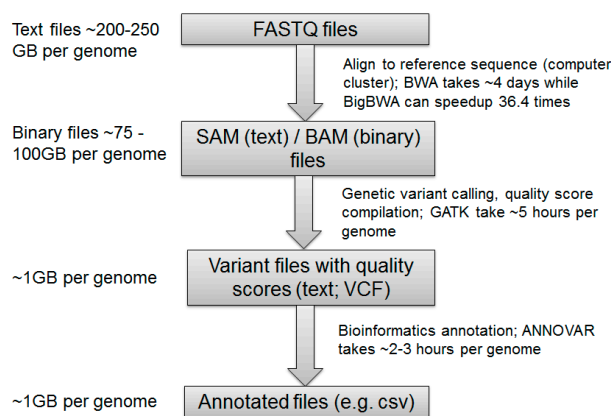 Text files ~200-250
GB per genome
FASTQ files
Align to reference sequence (computer
cluster); BWA takes ~4 days while
BigBWA can speedup 36.4 times
Binary files ~75 -
100GB per genome
SAM (text) / BAM (binary)
files
Genetic variant calling, quality score
compilation; GATK take ~5 hours per
genome
~1GB per genome
Variant files with quality
scores (text; VCF)
Bioinformatics annotation; ANNOVAR
takes ~2-3 hours per genome
~1GB per genome
Annotated files (e.g. csv)